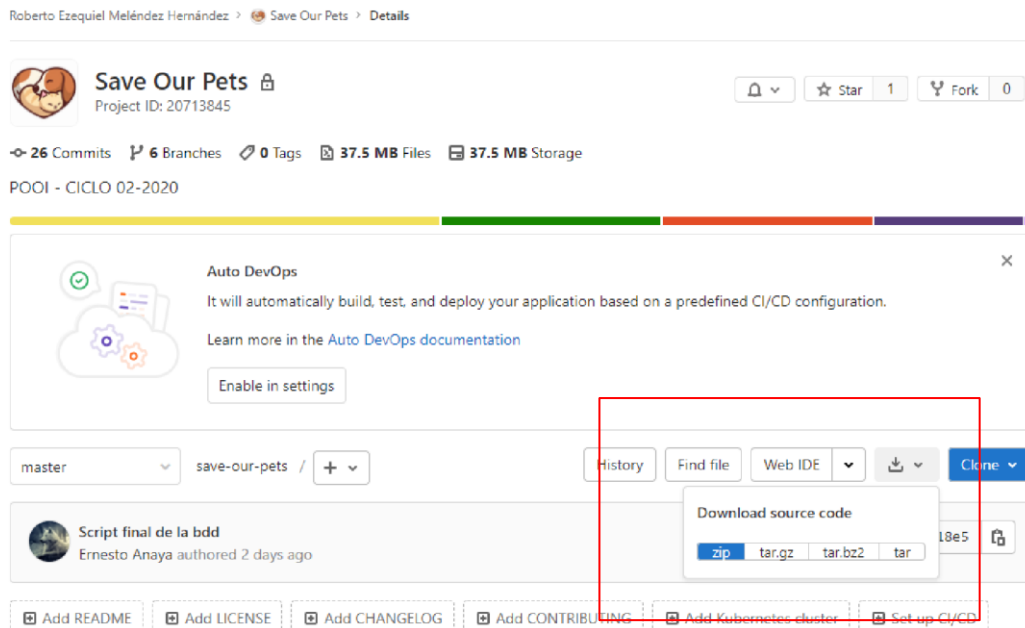 Roberto Ezequiel Meléndez Hernández > Save Our Pets > Details
Save Our Pets
Project ID: 20713845
Star 1 Fork 0
26 Commits 6 Branches 0 Tags 37.5 MB Files 37.5 MB Storage
POOI - CICLO 02-2020
Auto DevOps
It will automatically build, test, and deploy your application based on a predefined CI/CD configuration.
Learn more in the Auto DevOps documentation
Enable in settings
master save-our-pets / + History Find file Web IDE Clone
Download source code
zip tar.gz tar.bz2 tar
Script final de la bdd
Ernesto Anaya authored 2 days ago
18e5
Add README Add LICENSE Add CHANGELOG Add CONTRIBUTING Add Kubernetes cluster Set up CI/CD